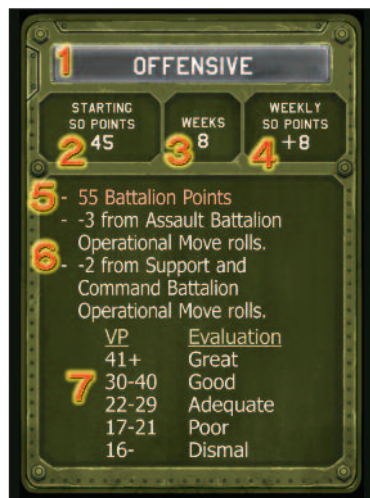 1 OFFENSIVE
STARTING SO POINTS 45
WEEKS 8
WEEKLY SO POINTS +8
2 3 4
5 - 55 Battalion Points
- -3 from Assault Battalion
Operational Move rolls.
6 - -2 from Support and
Command Battalion
Operational Move rolls.
VP Evaluation
41+ Great
7 30-40 Good
22-29 Adequate
17-21 Poor
16- Dismal